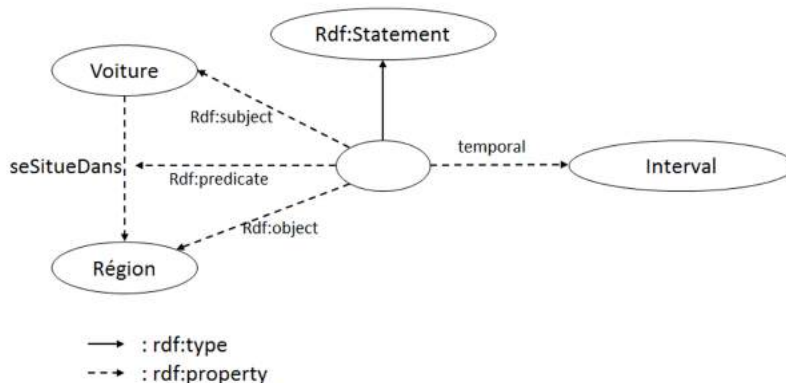 Rdf:Statement
Voiture
Rdf:subject
temporal
seSitueDans
Rdf:predicate
Interval
Rdf:object
Région
: rdf:type
: rdf:property